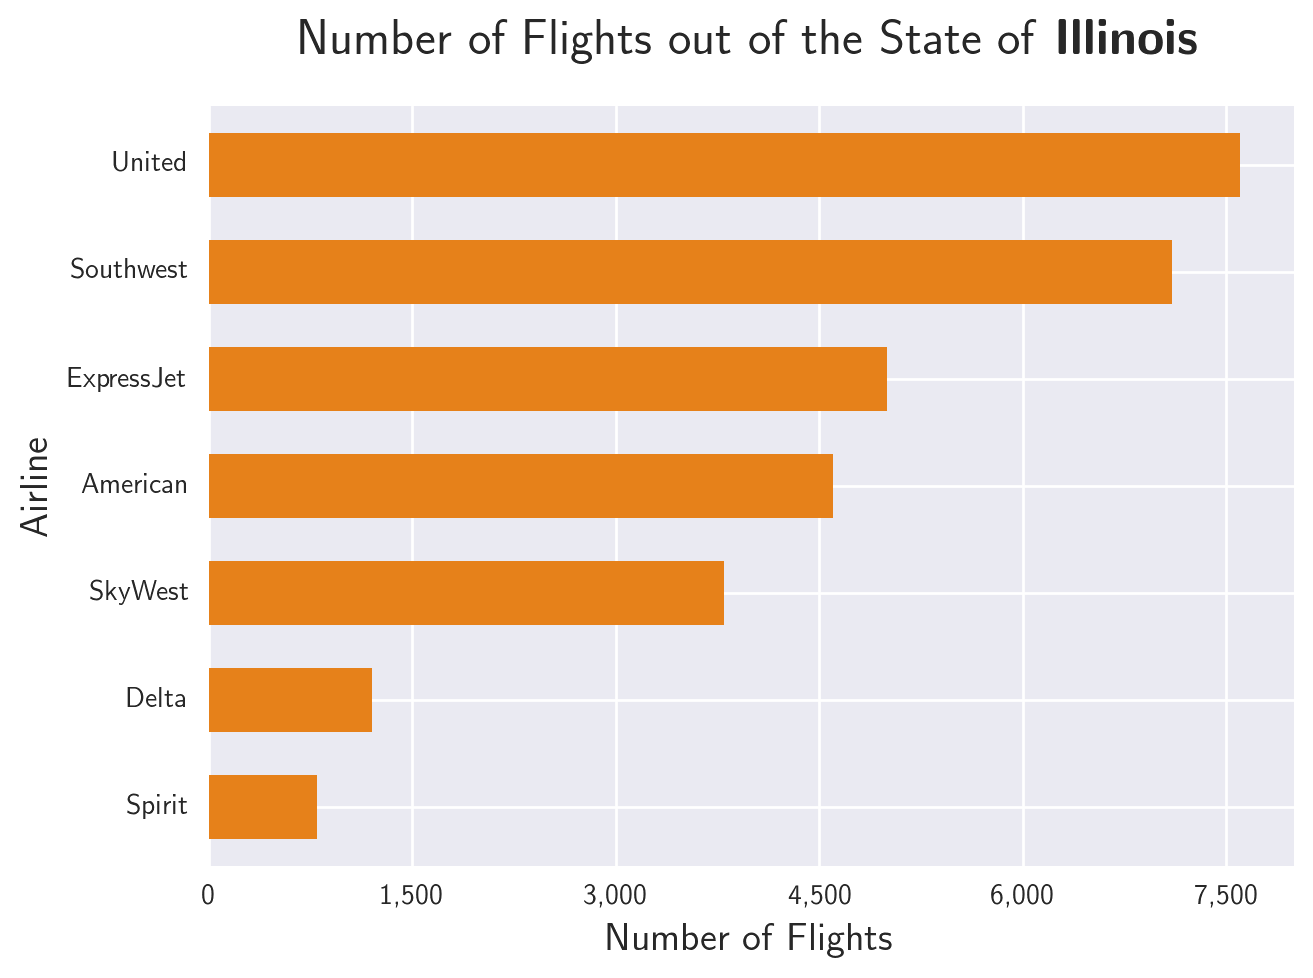 Number of Flights out of the State of Illinois
United
Southwest
ExpressJet
American
SkyWest
Delta
Spirit
Airline
0 1,500 3,000 4,500 6,000 7,500
Number of Flights